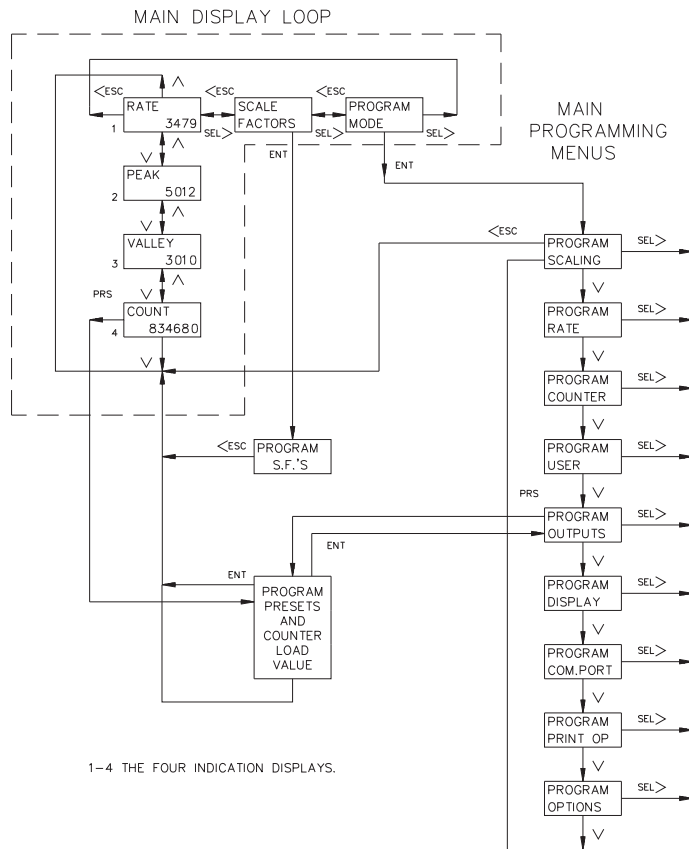 MAIN DISPLAY LOOP
<ESC
<ESC
<ESC
RATE
3479
1
SCALE
FACTORS
PROGRAM
MODE
SEL>
SEL>
SEL>
ENT
ENT
PEAK
5012
2
VALLEY
3010
3
PRS
COUNT
834680
4
MAIN
PROGRAMMING
MENUS
<ESC
PROGRAM
SCALING
SEL>
PROGRAM
RATE
SEL>
PROGRAM
COUNTER
SEL>
<ESC
PROGRAM
S.F.'S
PROGRAM
USER
SEL>
PRS
PROGRAM
OUTPUTS
SEL>
ENT
ENT
PROGRAM
PRESETS
AND
COUNTER
LOAD
VALUE
PROGRAM
DISPLAY
SEL>
PROGRAM
COM.PORT
SEL>
PROGRAM
PRINT OP
SEL>
PROGRAM
OPTIONS
SEL>
1-4 THE FOUR INDICATION DISPLAYS.